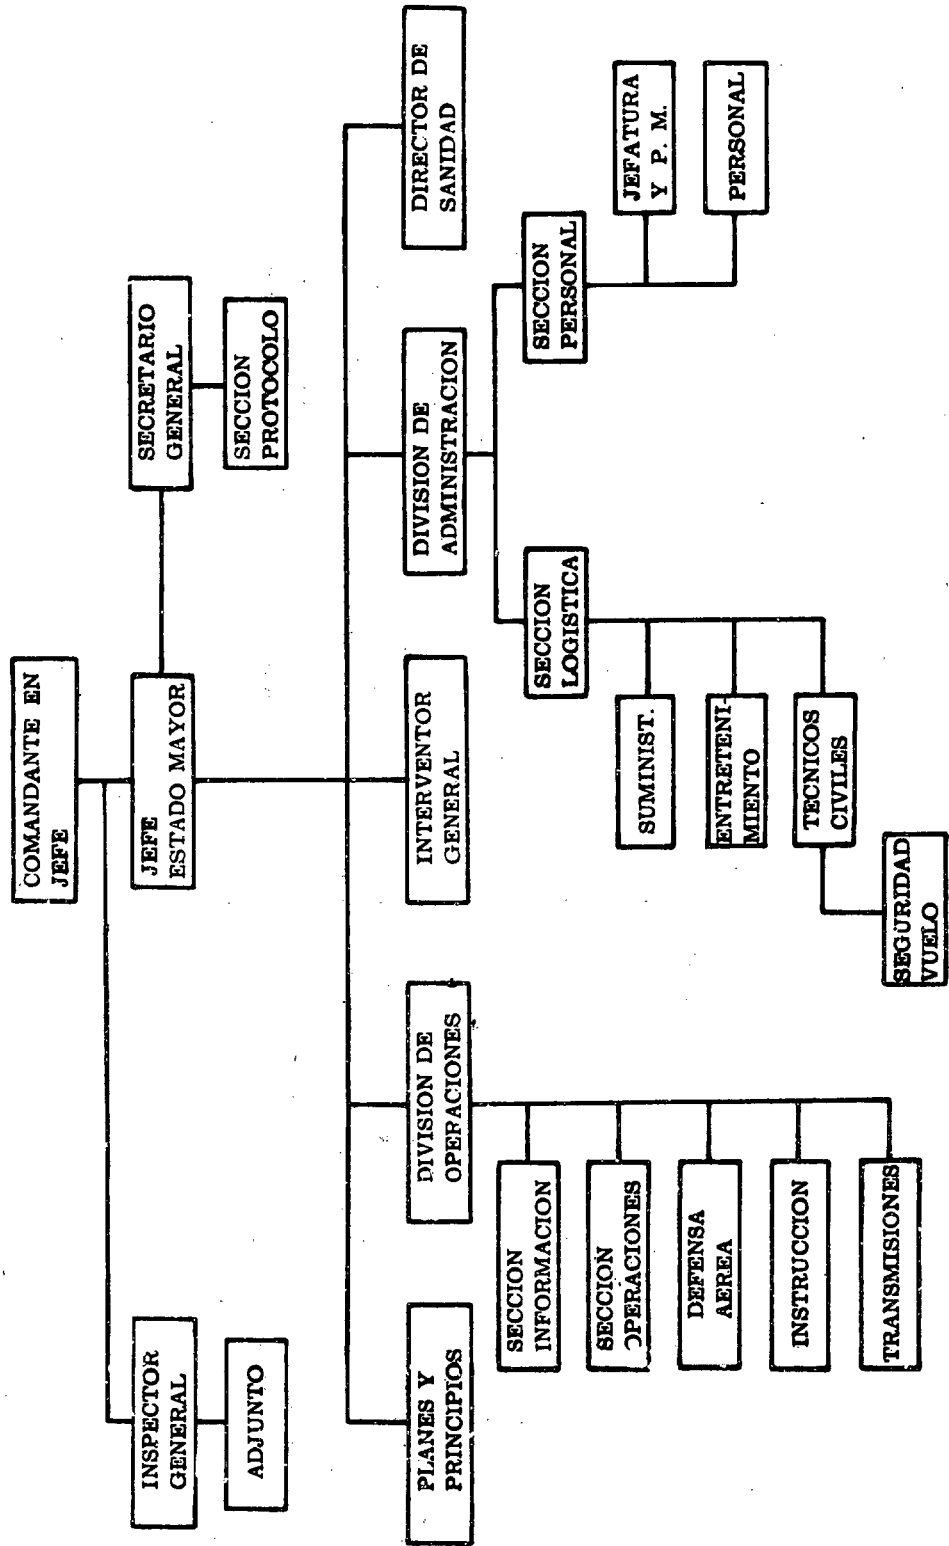 COMANDANTE EN
JEFE
INSPECTOR
GENERAL
ADJUNTO
JEFE
ESTADO MAYOR
SECRETARIO
GENERAL
SECCION
PROTOCOLO
PLANES Y
PRINCIPIOS
DIVISION DE
OPERACIONES
INTERVENTOR
GENERAL
DIVISION DE
ADMINISTRACION
DIRECTOR DE
SANIDAD
SECCION
INFORMACION
SECCION
OPERACIONES
DEFENSA
AEREA
INSTRUCCION
TRANSMISIONES
SECCION
LOGISTICA
SUMINIST.
ENTRETENI-
MIENTO
TECNICOS
CIVILES
SEGURIDAD
VUELO
SECCION
PERSONAL
JEFATURA
Y P. M.
PERSONAL